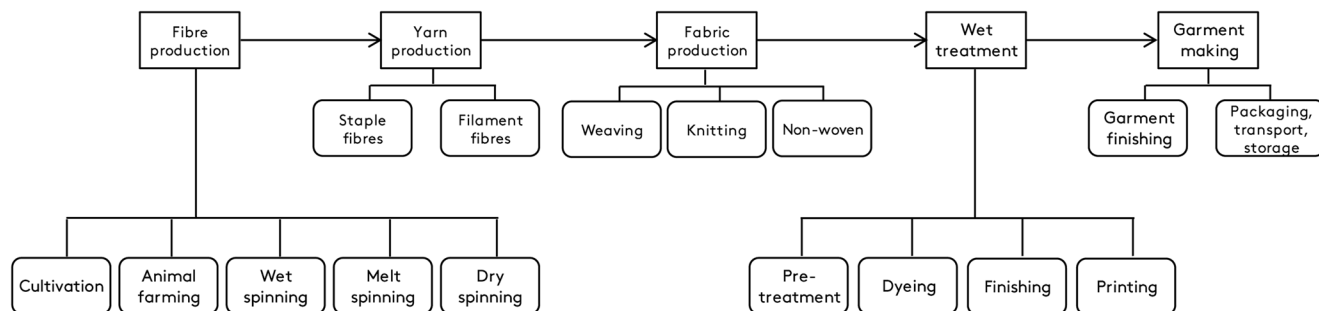 Fibre
production
Yarn
production
Fabric
production
Wet
treatment
Garment
making
Staple
fibres
Filament
fibres
Weaving
Knitting
Non-woven
Garment
finishing
Packaging,
transport,
storage
Cultivation
Animal
farming
Wet
spinning
Melt
spinning
Dry
spinning
Pre-
treatment
Dyeing
Finishing
Printing